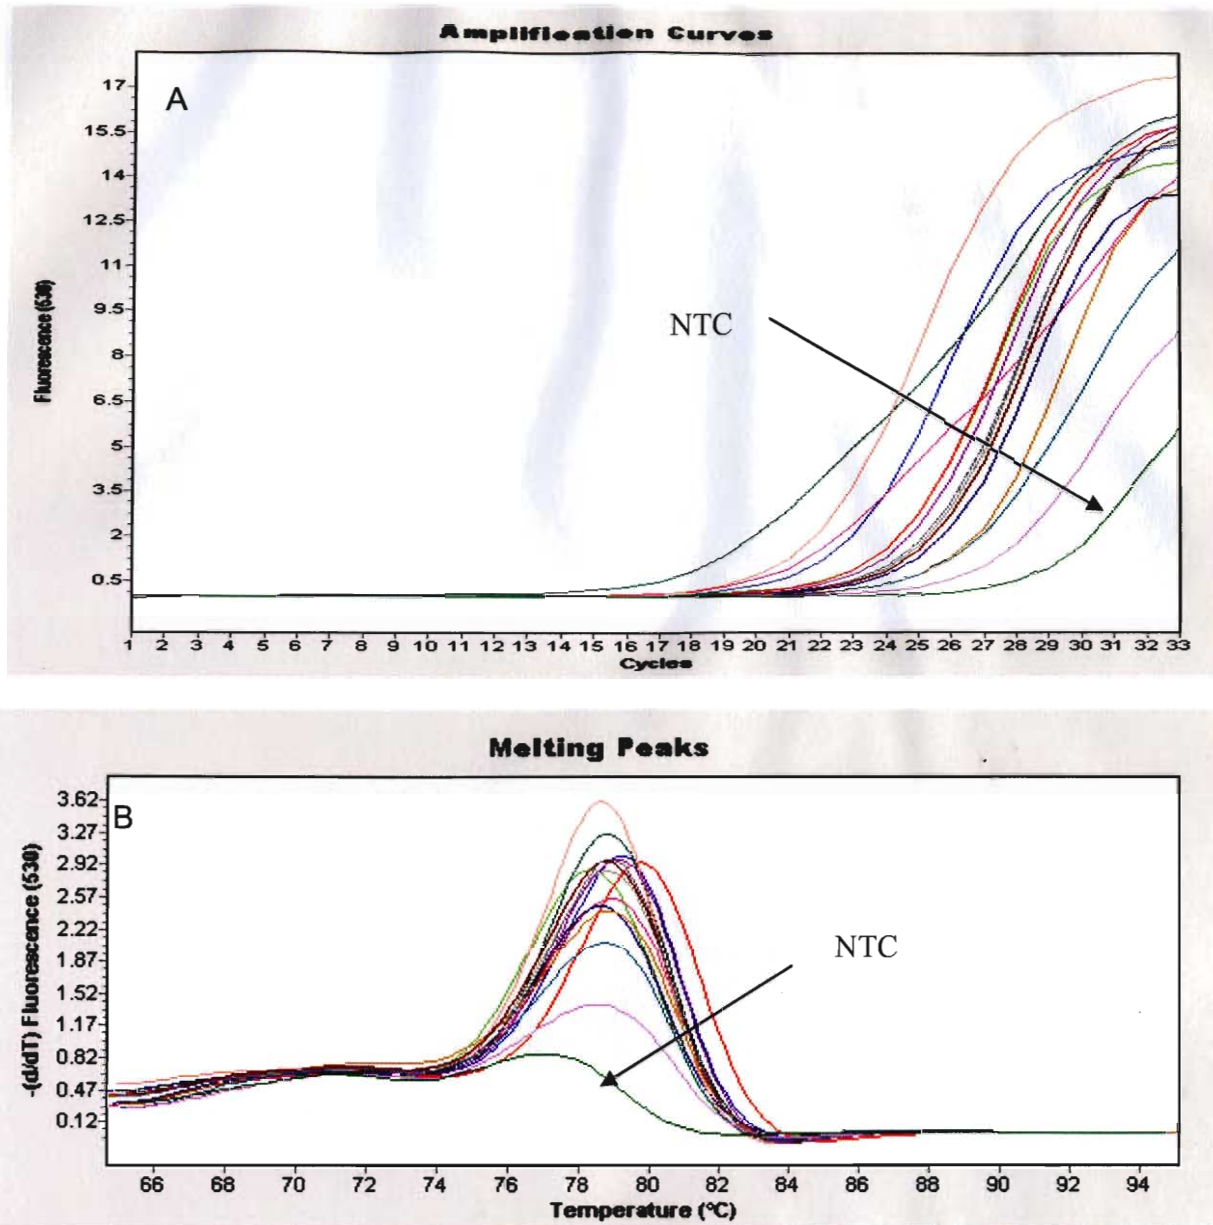 Amplification Curves
A
17
15.5
14
12.5
11
9.5
8
6.5
5
3.5
2
0.5
Fluorescence (530)
NTC
1 2 3 4 5 6 7 8 9 10 11 12 13 14 15 16 17 18 19 20 21 22 23 24 25 26 27 28 29 30 31 32 33
Cycles
Melting Peaks
B
3.62
3.27
2.92
2.57
2.22
1.87
1.52
1.17
0.82
0.47
0.12
-(d/dT) Fluorescence (530)
NTC
66 68 70 72 74 76 78 80 82 84 86 88 90 92 94
Temperature (°C)